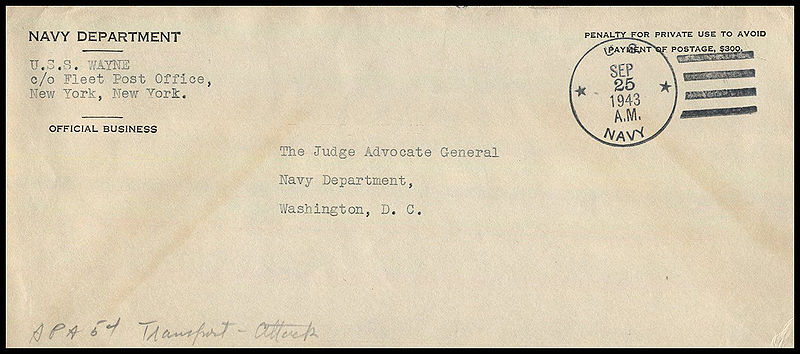 NAVY DEPARTMENT
U.S.S. WAYNE
c/o Fleet Post Office,
New York, New York.
OFFICIAL BUSINESS
PENALTY FOR PRIVATE USE TO AVOID
PAYMENT OF POSTAGE, $300.
U.S.
SEP
25
1943
A.M.
NAVY
The Judge Advocate General
Navy Department,
Washington, D. C.
APA 54 Transport - Attack